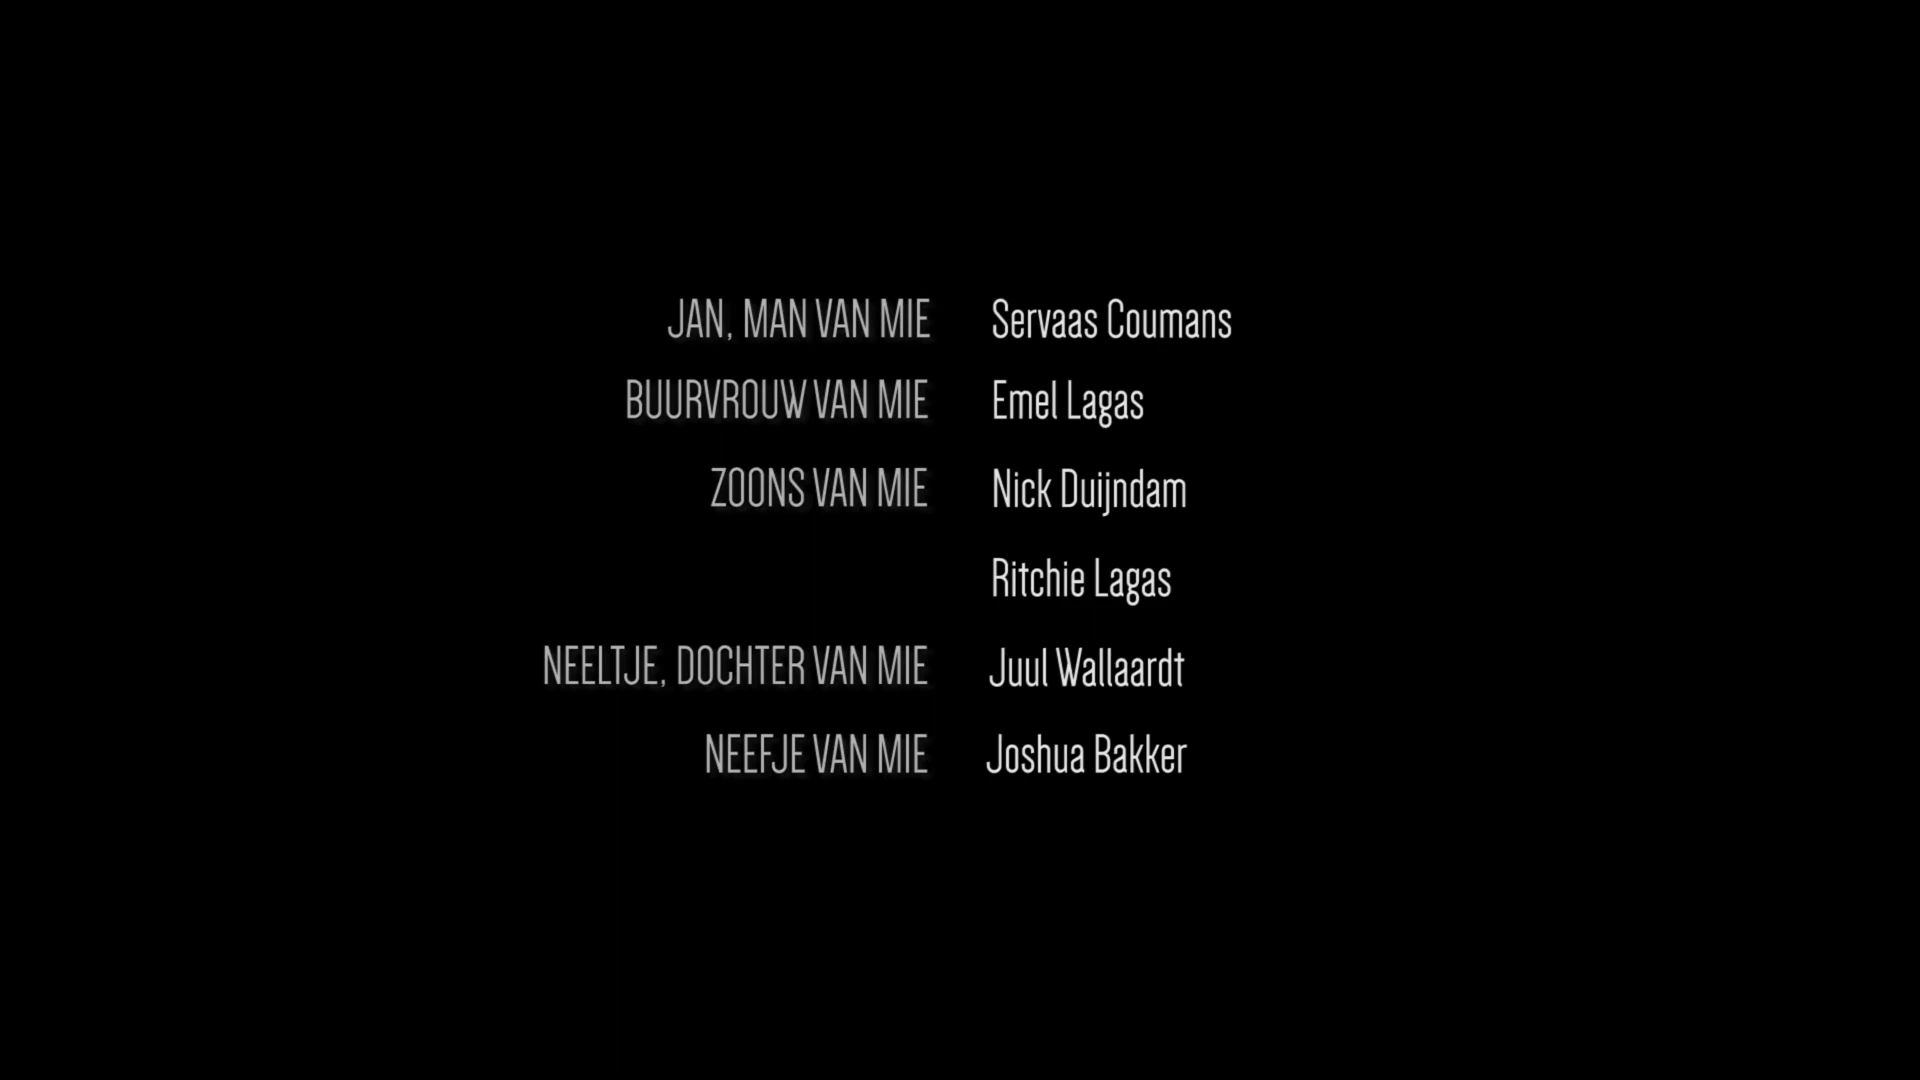 JAN, MAN VAN MIE Servaas Coumans
BUURVROUW VAN MIE Emel Lagas
ZOONS VAN MIE Nick Duijndam
Ritchie Lagas
NEELTJE, DOCHTER VAN MIE Juul Wallaardt
NEEFJE VAN MIE Joshua Bakker